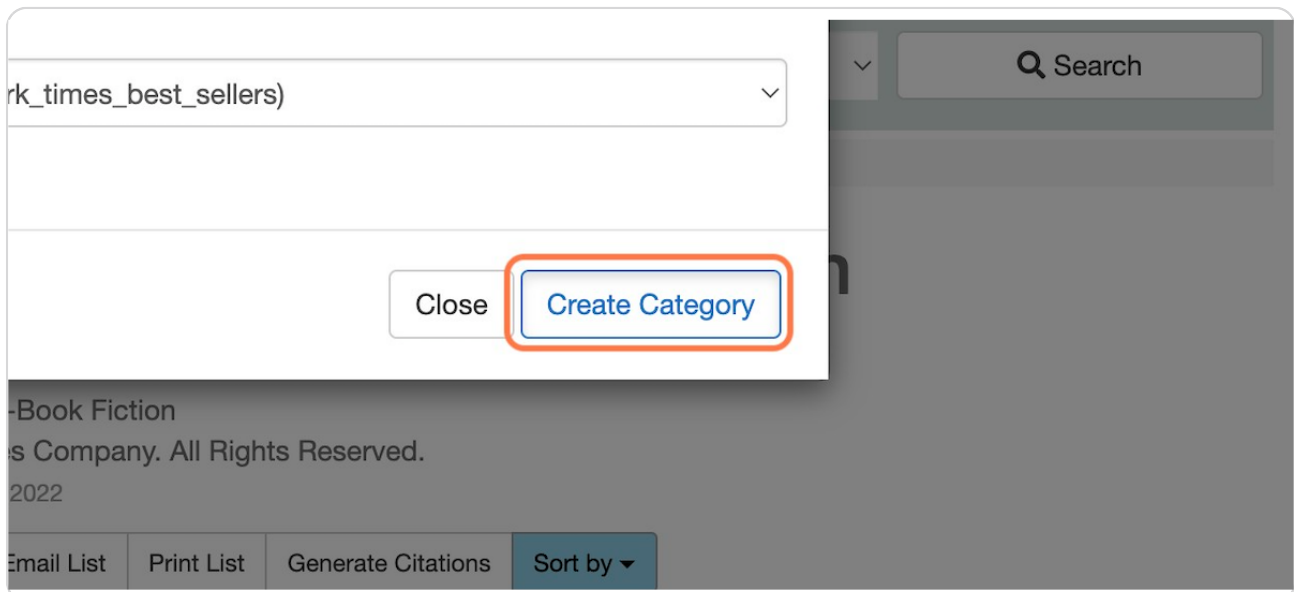 rk_times_best_sellers)
Search
Close
Create Category
n
-Book Fiction
es Company. All Rights Reserved.
2022
Email List
Print List
Generate Citations
Sort by